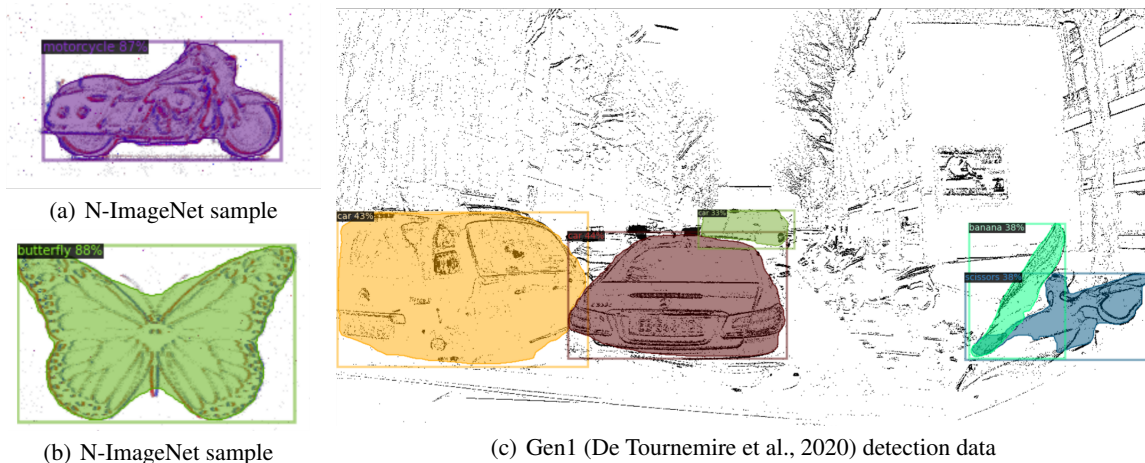 motorcycle 87%
(a) N-ImageNet sample
butterfly 88%
(b) N-ImageNet sample
car 43%
car 33%
banana 38%
scissors 38%
(c) Gen1 (De Tournemire et al., 2020) detection data